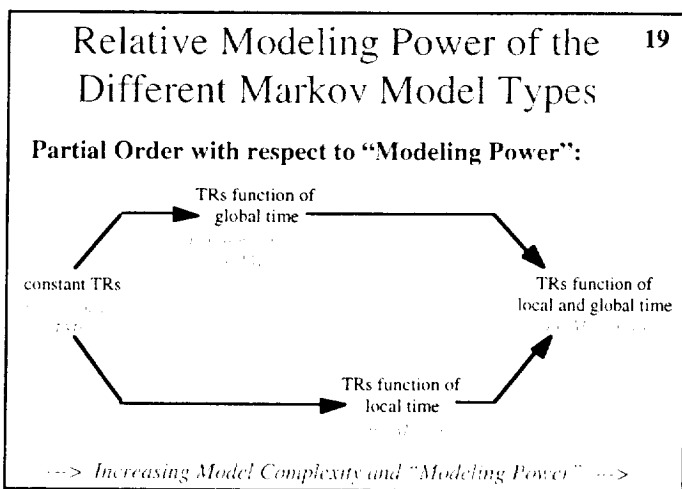 Relative Modeling Power of the
19
Different Markov Model Types
Partial Order with respect to “Modeling Power”:
TRs function of
global time
constant TRs
TRs function of
local and global time
TRs function of
local time
---> Increasing Model Complexity and “Modeling Power” --->